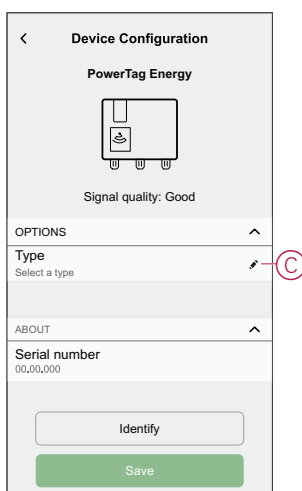 Device Configuration
PowerTag Energy
Signal quality: Good
OPTIONS
Type
Select a type
C
ABOUT
Serial number
00.00.000
Identify
Save